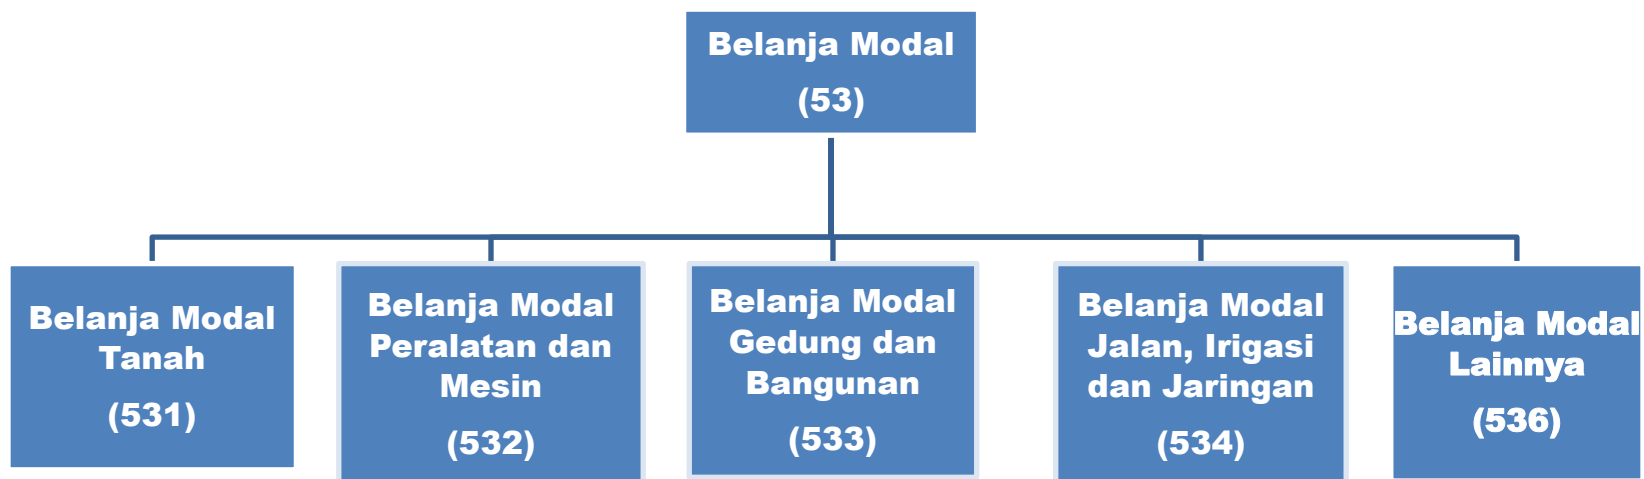 Belanja Modal
(53)
Belanja Modal
Tanah
(531)
Belanja Modal
Peralatan dan
Mesin
(532)
Belanja Modal
Gedung dan
Bangunan
(533)
Belanja Modal
Jalan, Irigasi
dan Jaringan
(534)
Belanja Modal
Lainnya
(536)